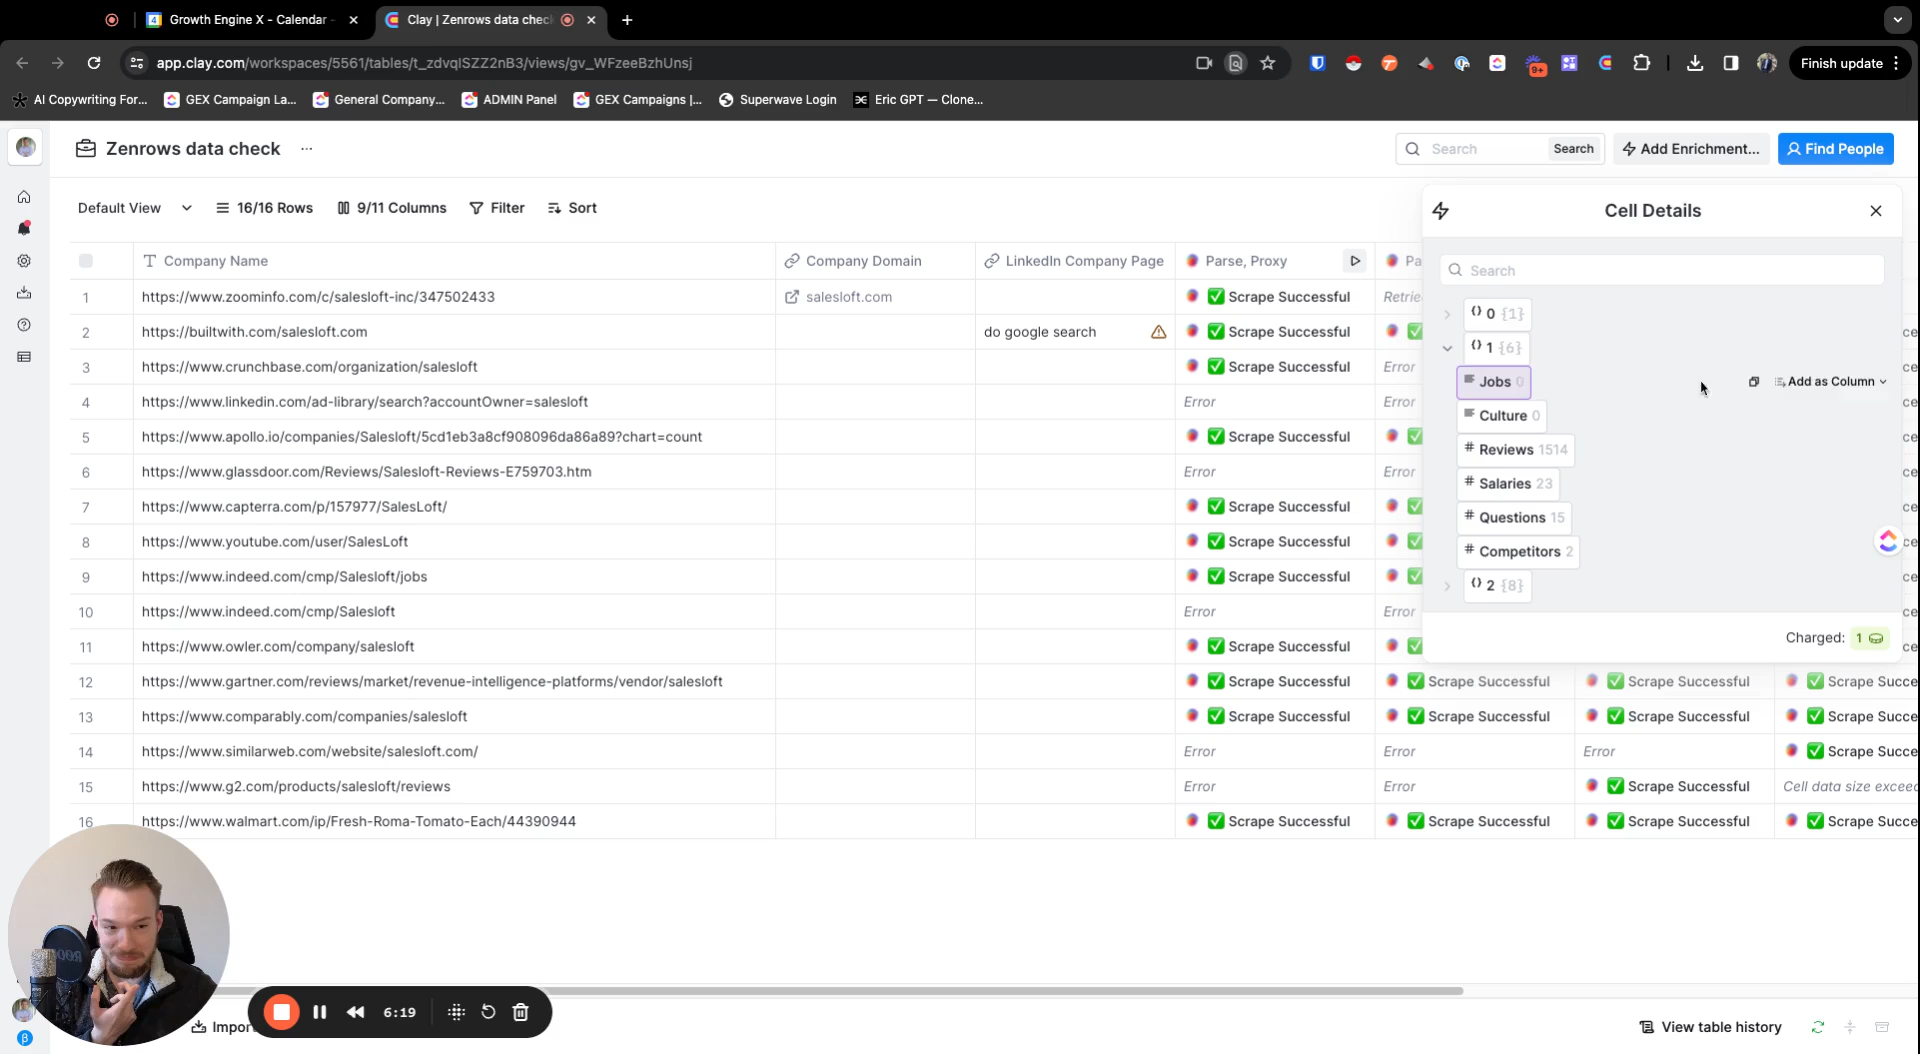 Growth Engine X - Calendar
Clay | Zenrows data check
app.clay.com/workspaces/5561/tables/t_zdvqlSZZ2nB3/views/gv_WFzeeBzhUnsj
9+
Finish update
AI Copywriting For...
GEX Campaign La...
General Company...
ADMIN Panel
GEX Campaigns |...
Superwave Login
Eric GPT — Clone...
Zenrows data check ...
Search Search
Add Enrichment...
Find People
Default View
16/16 Rows
9/11 Columns
Filter
Sort
Company Name
Company Domain
LinkedIn Company Page
Parse, Proxy
Pa
1 https://www.zoominfo.com/c/salesloft-inc/347502433 salesloft.com Scrape Successful Retrie
2 https://builtwith.com/salesloft.com do google search Scrape Successful
3 https://www.crunchbase.com/organization/salesloft Scrape Successful Error
4 https://www.linkedin.com/ad-library/search?accountOwner=salesloft Error Error
5 https://www.apollo.io/companies/Salesloft/5cd1eb3a8cf908096da86a89?chart=count Scrape Successful
6 https://www.glassdoor.com/Reviews/Salesloft-Reviews-E759703.htm Error Error
7 https://www.capterra.com/p/157977/SalesLoft/ Scrape Successful
8 https://www.youtube.com/user/SalesLoft Scrape Successful
9 https://www.indeed.com/cmp/Salesloft/jobs Scrape Successful
10 https://www.indeed.com/cmp/Salesloft Error Error
11 https://www.owler.com/company/salesloft Scrape Successful
12 https://www.gartner.com/reviews/market/revenue-intelligence-platforms/vendor/salesloft Scrape Successful Scrape Successful Scrape Successful Scrape Succe
13 https://www.comparably.com/companies/salesloft Scrape Successful Scrape Successful Scrape Successful Scrape Succe
14 https://www.similarweb.com/website/salesloft.com/ Error Error Error Scrape Succe
15 https://www.g2.com/products/salesloft/reviews Error Error Scrape Successful Cell data size exceed
16 https://www.walmart.com/ip/Fresh-Roma-Tomato-Each/44390944 Scrape Successful Scrape Successful Scrape Successful Scrape Succe
Cell Details
Search
{} 0 {1}
{} 1 {6}
Jobs 0
Add as Column
Culture 0
# Reviews 1514
# Salaries 23
# Questions 15
# Competitors 2
{} 2 {8}
Charged: 1
RODE
6:19
Impor
View table history
β